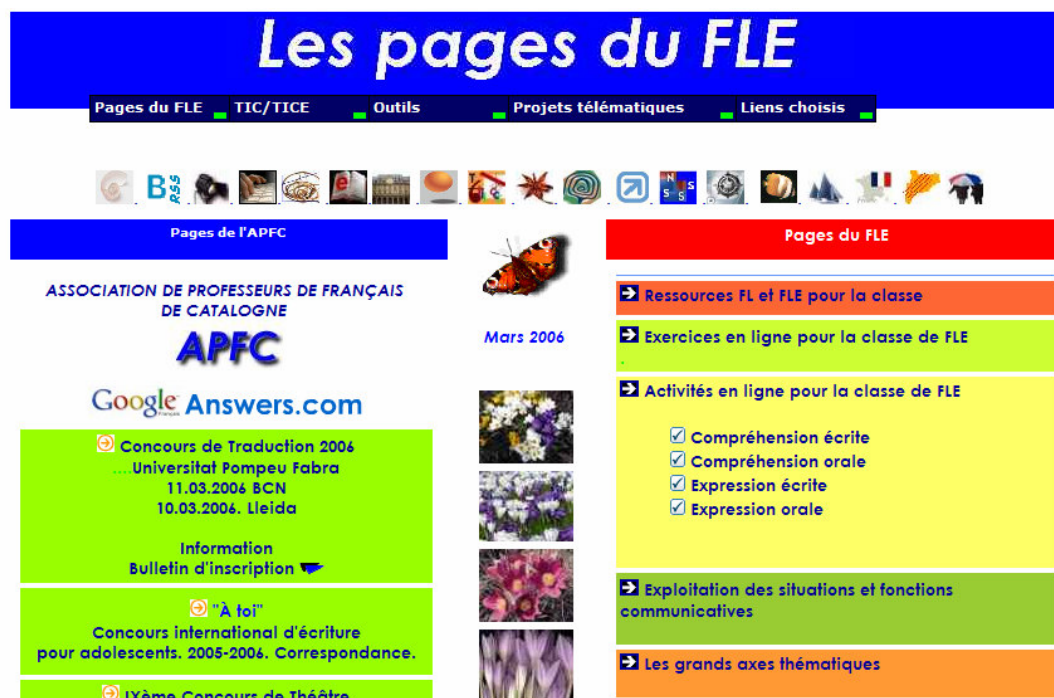 Les pages du FLE
Pages du FLE TIC/TICE Outils Projets télématiques Liens choisis
Pages de l'APFC
ASSOCIATION DE PROFESSEURS DE FRANÇAIS
DE CATALOGNE
APFC
Google Answers.com
Concours de Traduction 2006
....Universitat Pompeu Fabra
11.03.2006 BCN
10.03.2006. Lleida
Information
Bulletin d'inscription
"À toi"
Concours international d'écriture
pour adolescents. 2005-2006. Correspondance.
IXème Concours de Théâtre
Mars 2006
Pages du FLE
Ressources FL et FLE pour la classe
Exercices en ligne pour la classe de FLE
.
Activités en ligne pour la classe de FLE
Compréhension écrite
Compréhension orale
Expression écrite
Expression orale
Exploitation des situations et fonctions
communicatives
Les grands axes thématiques